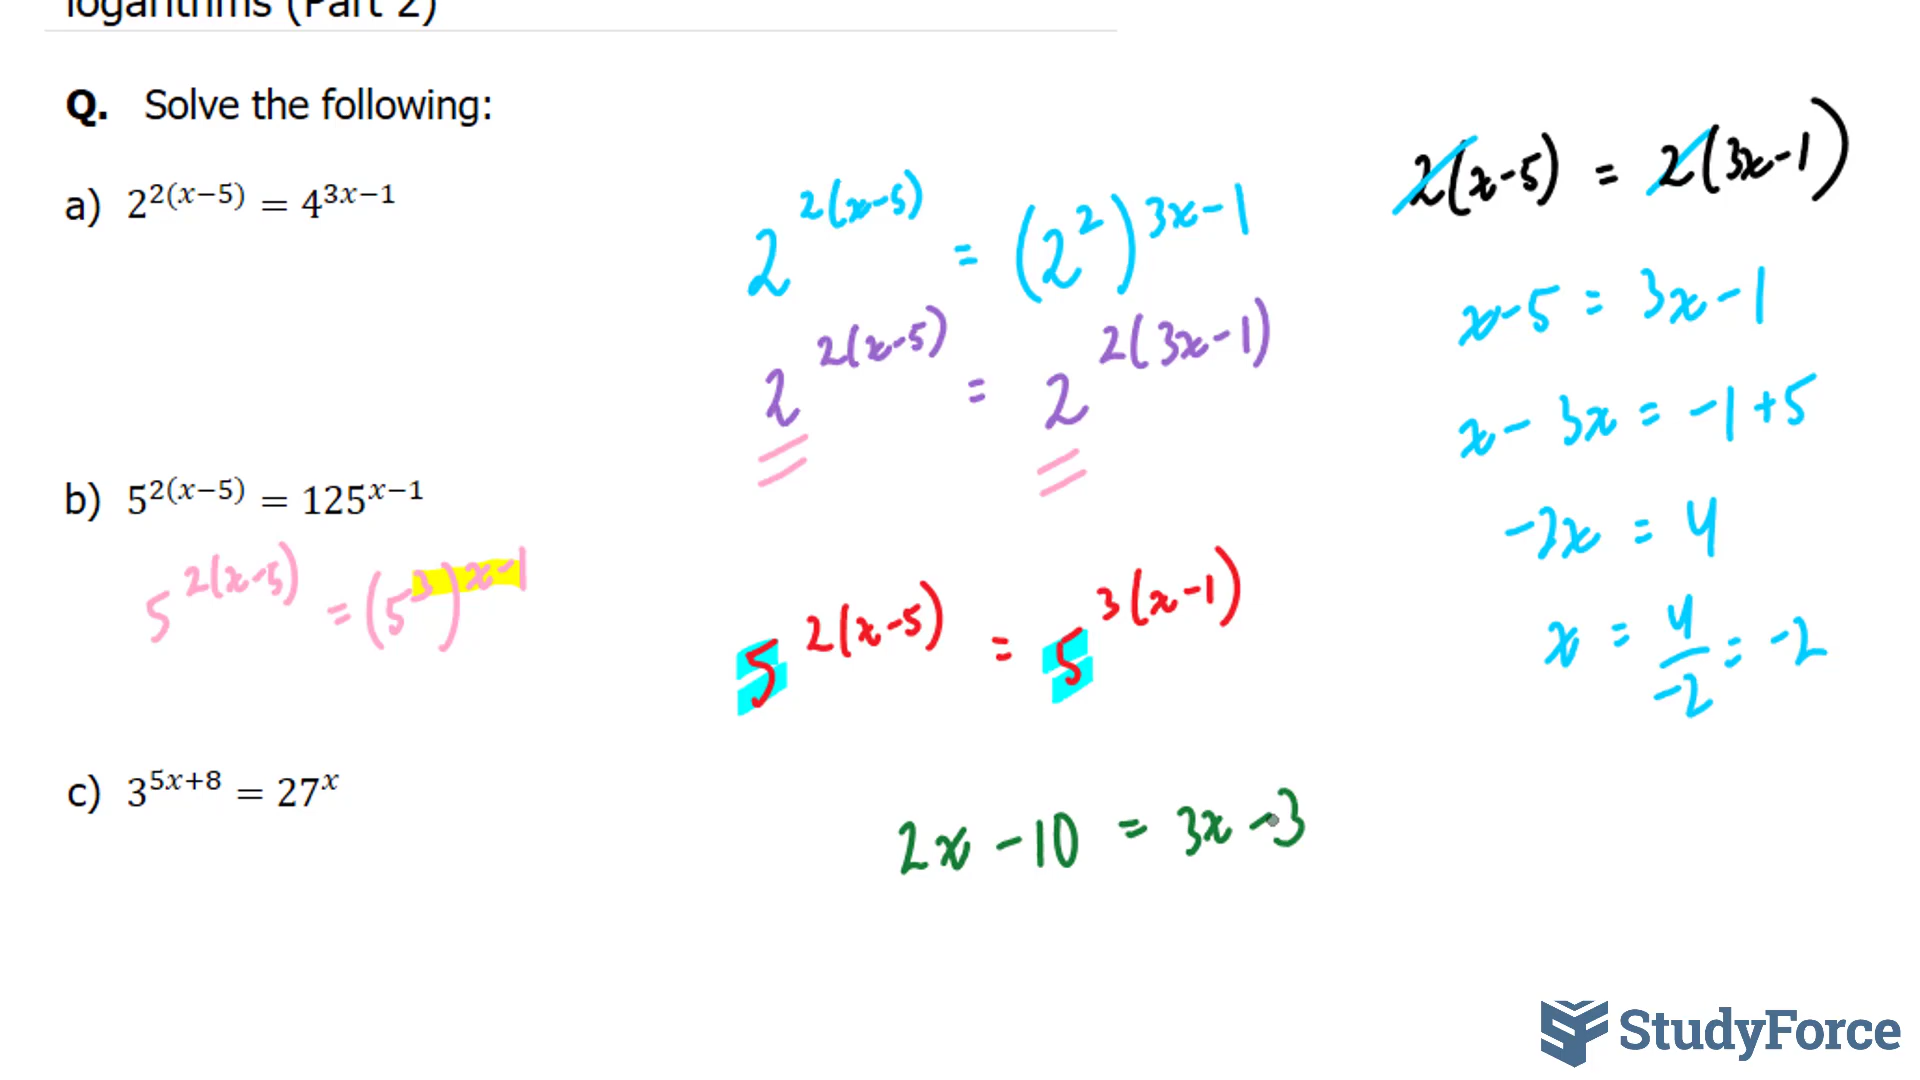 logarithms (Part 2)
Q. Solve the following:
a) 2^{2(x−5)} = 4^{3x−1}
2^{2(x-5)} = (2^2)^{3x-1}
2^{2(x-5)} = 2^{2(3x-1)}
2(x-5) = 2(3x-1)
x-5 = 3x-1
x-3x = -1+5
-2x = 4
x = 4/-2 = -2
b) 5^{2(x−5)} = 125^{x−1}
5^{2(x-5)} = (5^3)^{x-1}
5^{2(x-5)} = 5^{3(x-1)}
2x-10 = 3x-3
c) 3^{5x+8} = 27^x
StudyForce